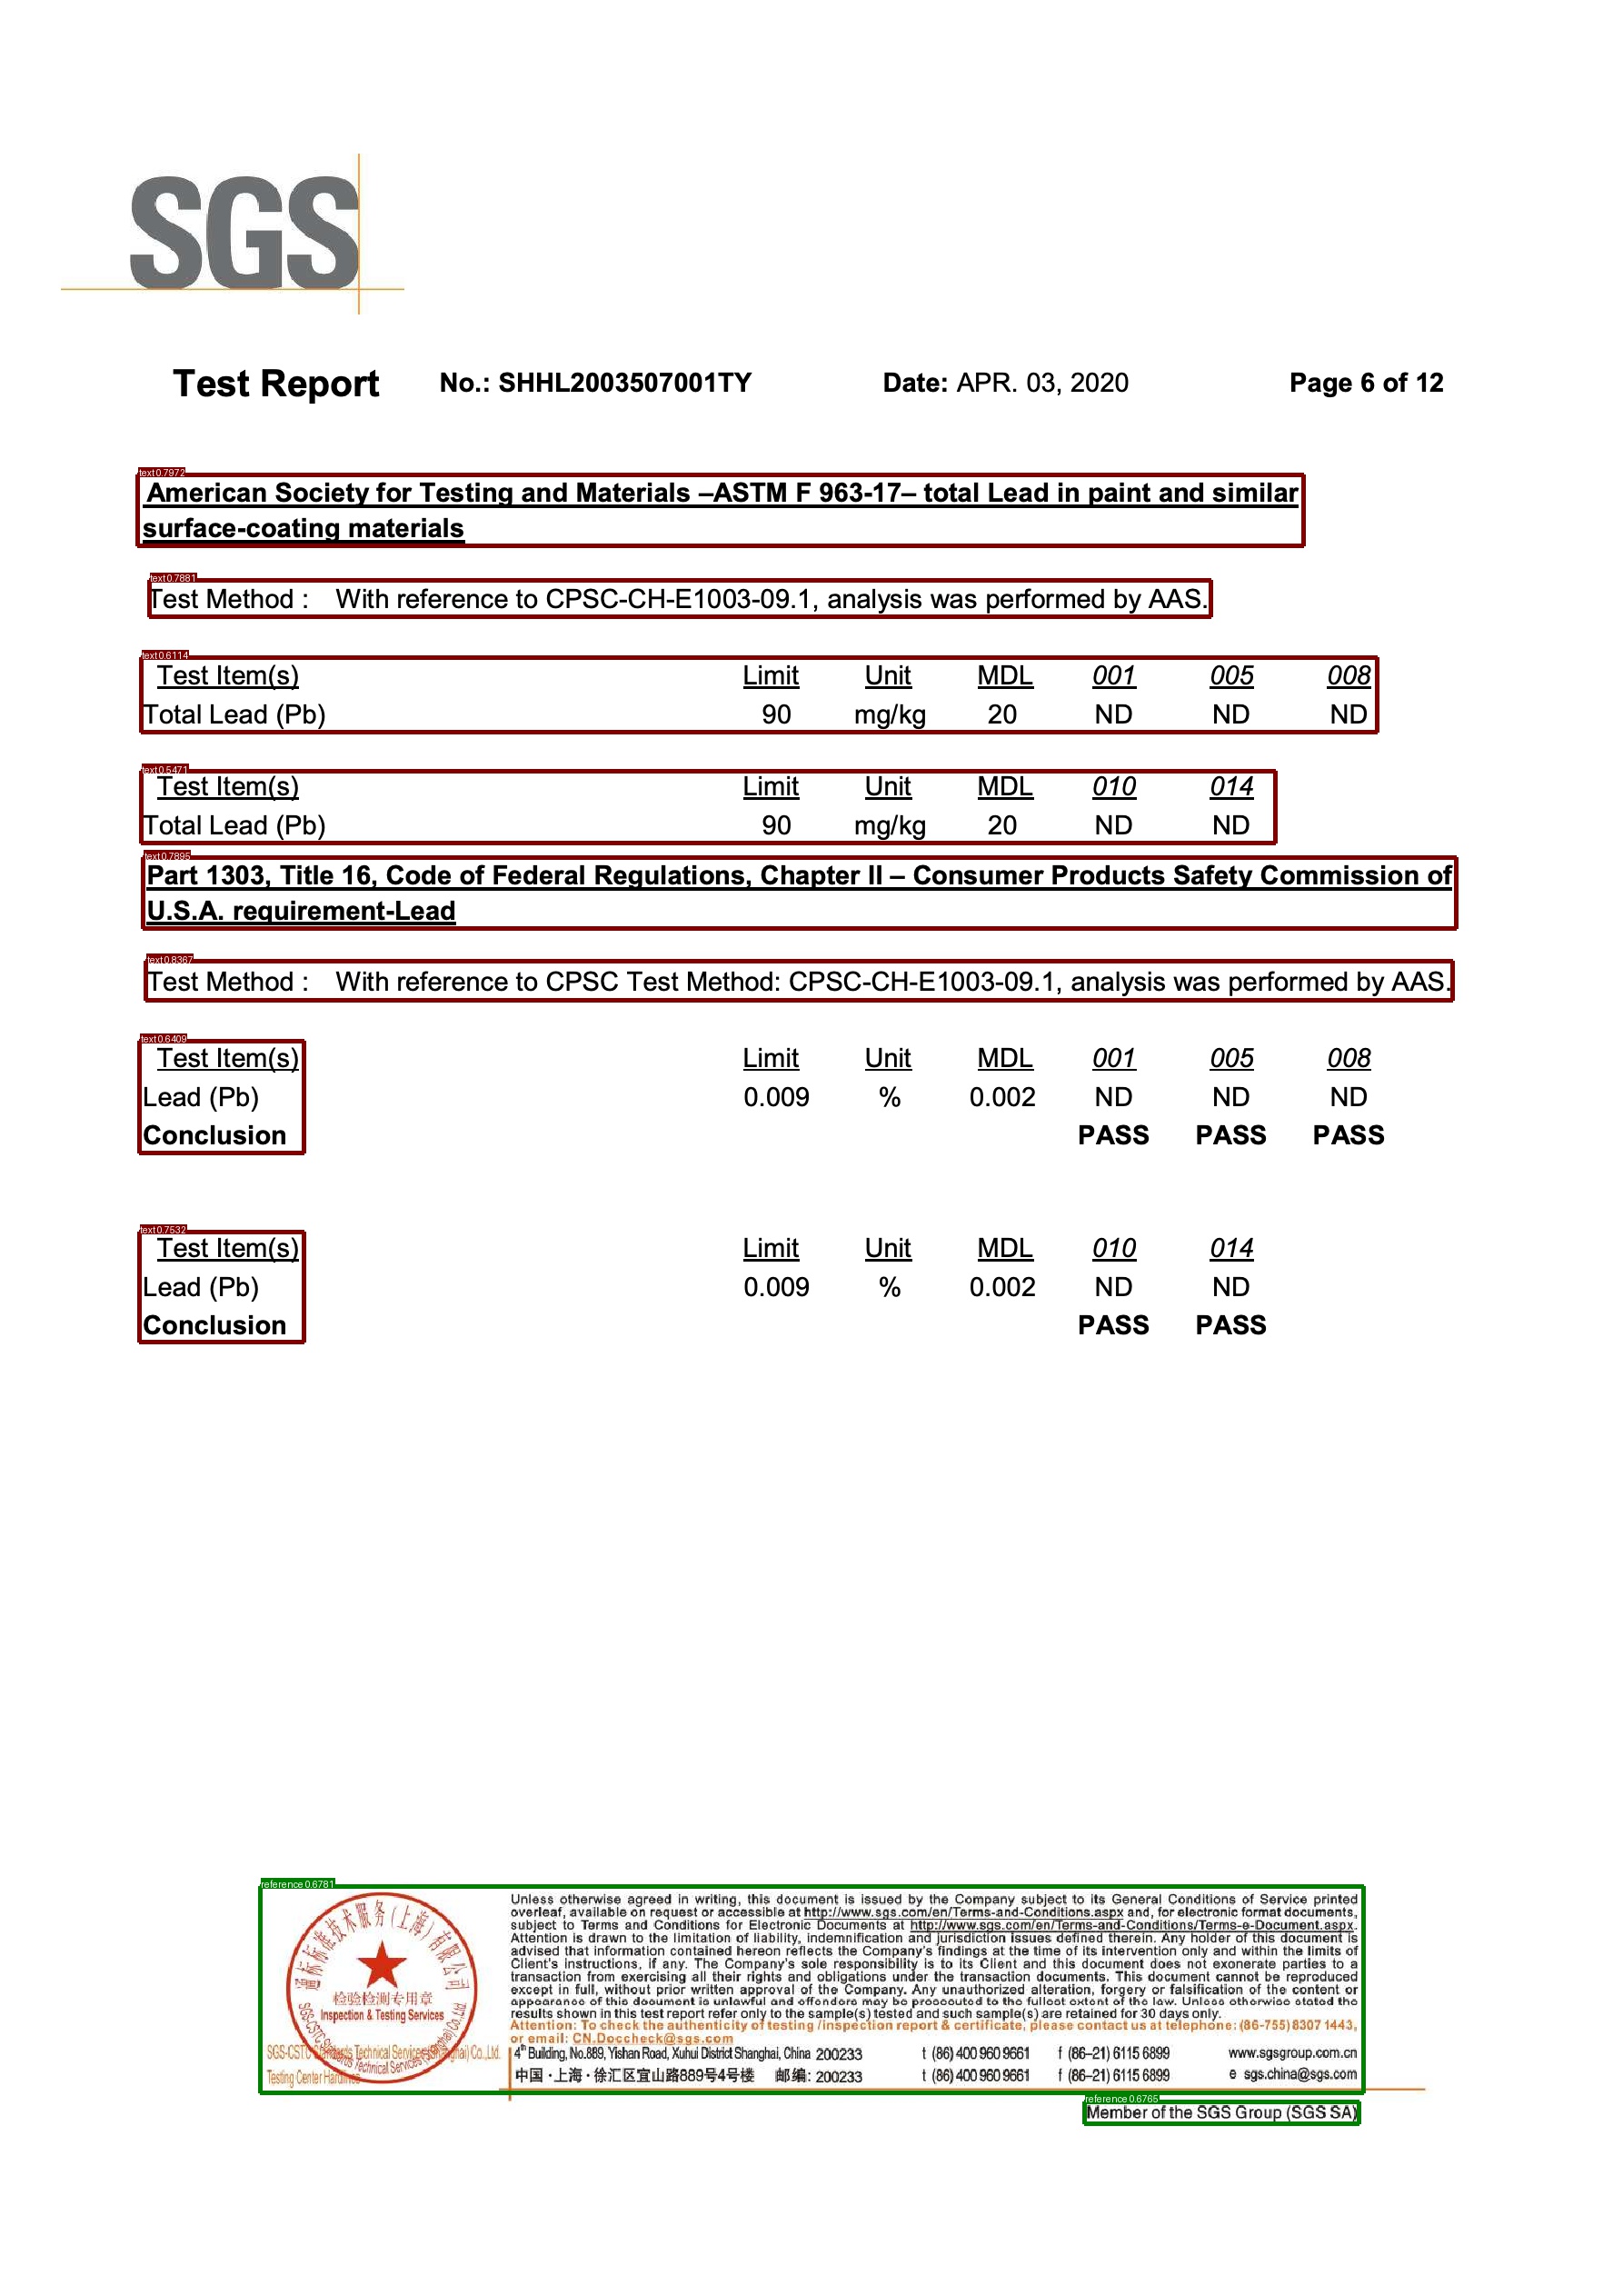 SGS
Test Report No.: SHHL2003507001TY Date: APR. 03, 2020 Page 6 of 12
text 0.7972
American Society for Testing and Materials –ASTM F 963-17– total Lead in paint and similar
surface-coating materials
text 0.7881
Test Method : With reference to CPSC-CH-E1003-09.1, analysis was performed by AAS.
text 0.6114
Test Item(s) Limit Unit MDL 001 005 008
Total Lead (Pb) 90 mg/kg 20 ND ND ND
text 0.5471
Test Item(s) Limit Unit MDL 010 014
Total Lead (Pb) 90 mg/kg 20 ND ND
text 0.7895
Part 1303, Title 16, Code of Federal Regulations, Chapter II – Consumer Products Safety Commission of
U.S.A. requirement-Lead
text 0.8367
Test Method : With reference to CPSC Test Method: CPSC-CH-E1003-09.1, analysis was performed by AAS.
text 0.6409
Test Item(s) Limit Unit MDL 001 005 008
Lead (Pb) 0.009 % 0.002 ND ND ND
Conclusion PASS PASS PASS
text 0.7532
Test Item(s) Limit Unit MDL 010 014
Lead (Pb) 0.009 % 0.002 ND ND
Conclusion PASS PASS
reference 0.6781
通标标准技术服务(上海)有限公司
检验检测专用章
Inspection & Testing Services
SGS-CSTC Standards Technical Services (Shanghai) Co., Ltd.
SGS-CSTC Standards Technical Services (Shanghai) Co., Ltd.
Testing Center Hardlines
Unless otherwise agreed in writing, this document is issued by the Company subject to its General Conditions of Service printed
overleaf, available on request or accessible at http://www.sgs.com/en/Terms-and-Conditions.aspx and, for electronic format documents,
subject to Terms and Conditions for Electronic Documents at http://www.sgs.com/en/Terms-and-Conditions/Terms-e-Document.aspx.
Attention is drawn to the limitation of liability, indemnification and jurisdiction issues defined therein. Any holder of this document is
advised that information contained hereon reflects the Company's findings at the time of its intervention only and within the limits of
Client's instructions, if any. The Company's sole responsibility is to its Client and this document does not exonerate parties to a
transaction from exercising all their rights and obligations under the transaction documents. This document cannot be reproduced
except in full, without prior written approval of the Company. Any unauthorized alteration, forgery or falsification of the content or
appearance of this document is unlawful and offenders may be prosecuted to the fullest extent of the law. Unless otherwise stated the
results shown in this test report refer only to the sample(s) tested and such sample(s) are retained for 30 days only.
Attention: To check the authenticity of testing /inspection report & certificate, please contact us at telephone: (86-755) 8307 1443,
or email: CN.Doccheck@sgs.com
4th Building, No.889, Yishan Road, Xuhui District Shanghai, China 200233 t (86) 400 960 9661 f (86–21) 6115 6899 www.sgsgroup.com.cn
中国·上海·徐汇区宜山路889号4号楼 邮编: 200233 t (86) 400 960 9661 f (86–21) 6115 6899 e sgs.china@sgs.com
reference 0.6765
Member of the SGS Group (SGS SA)